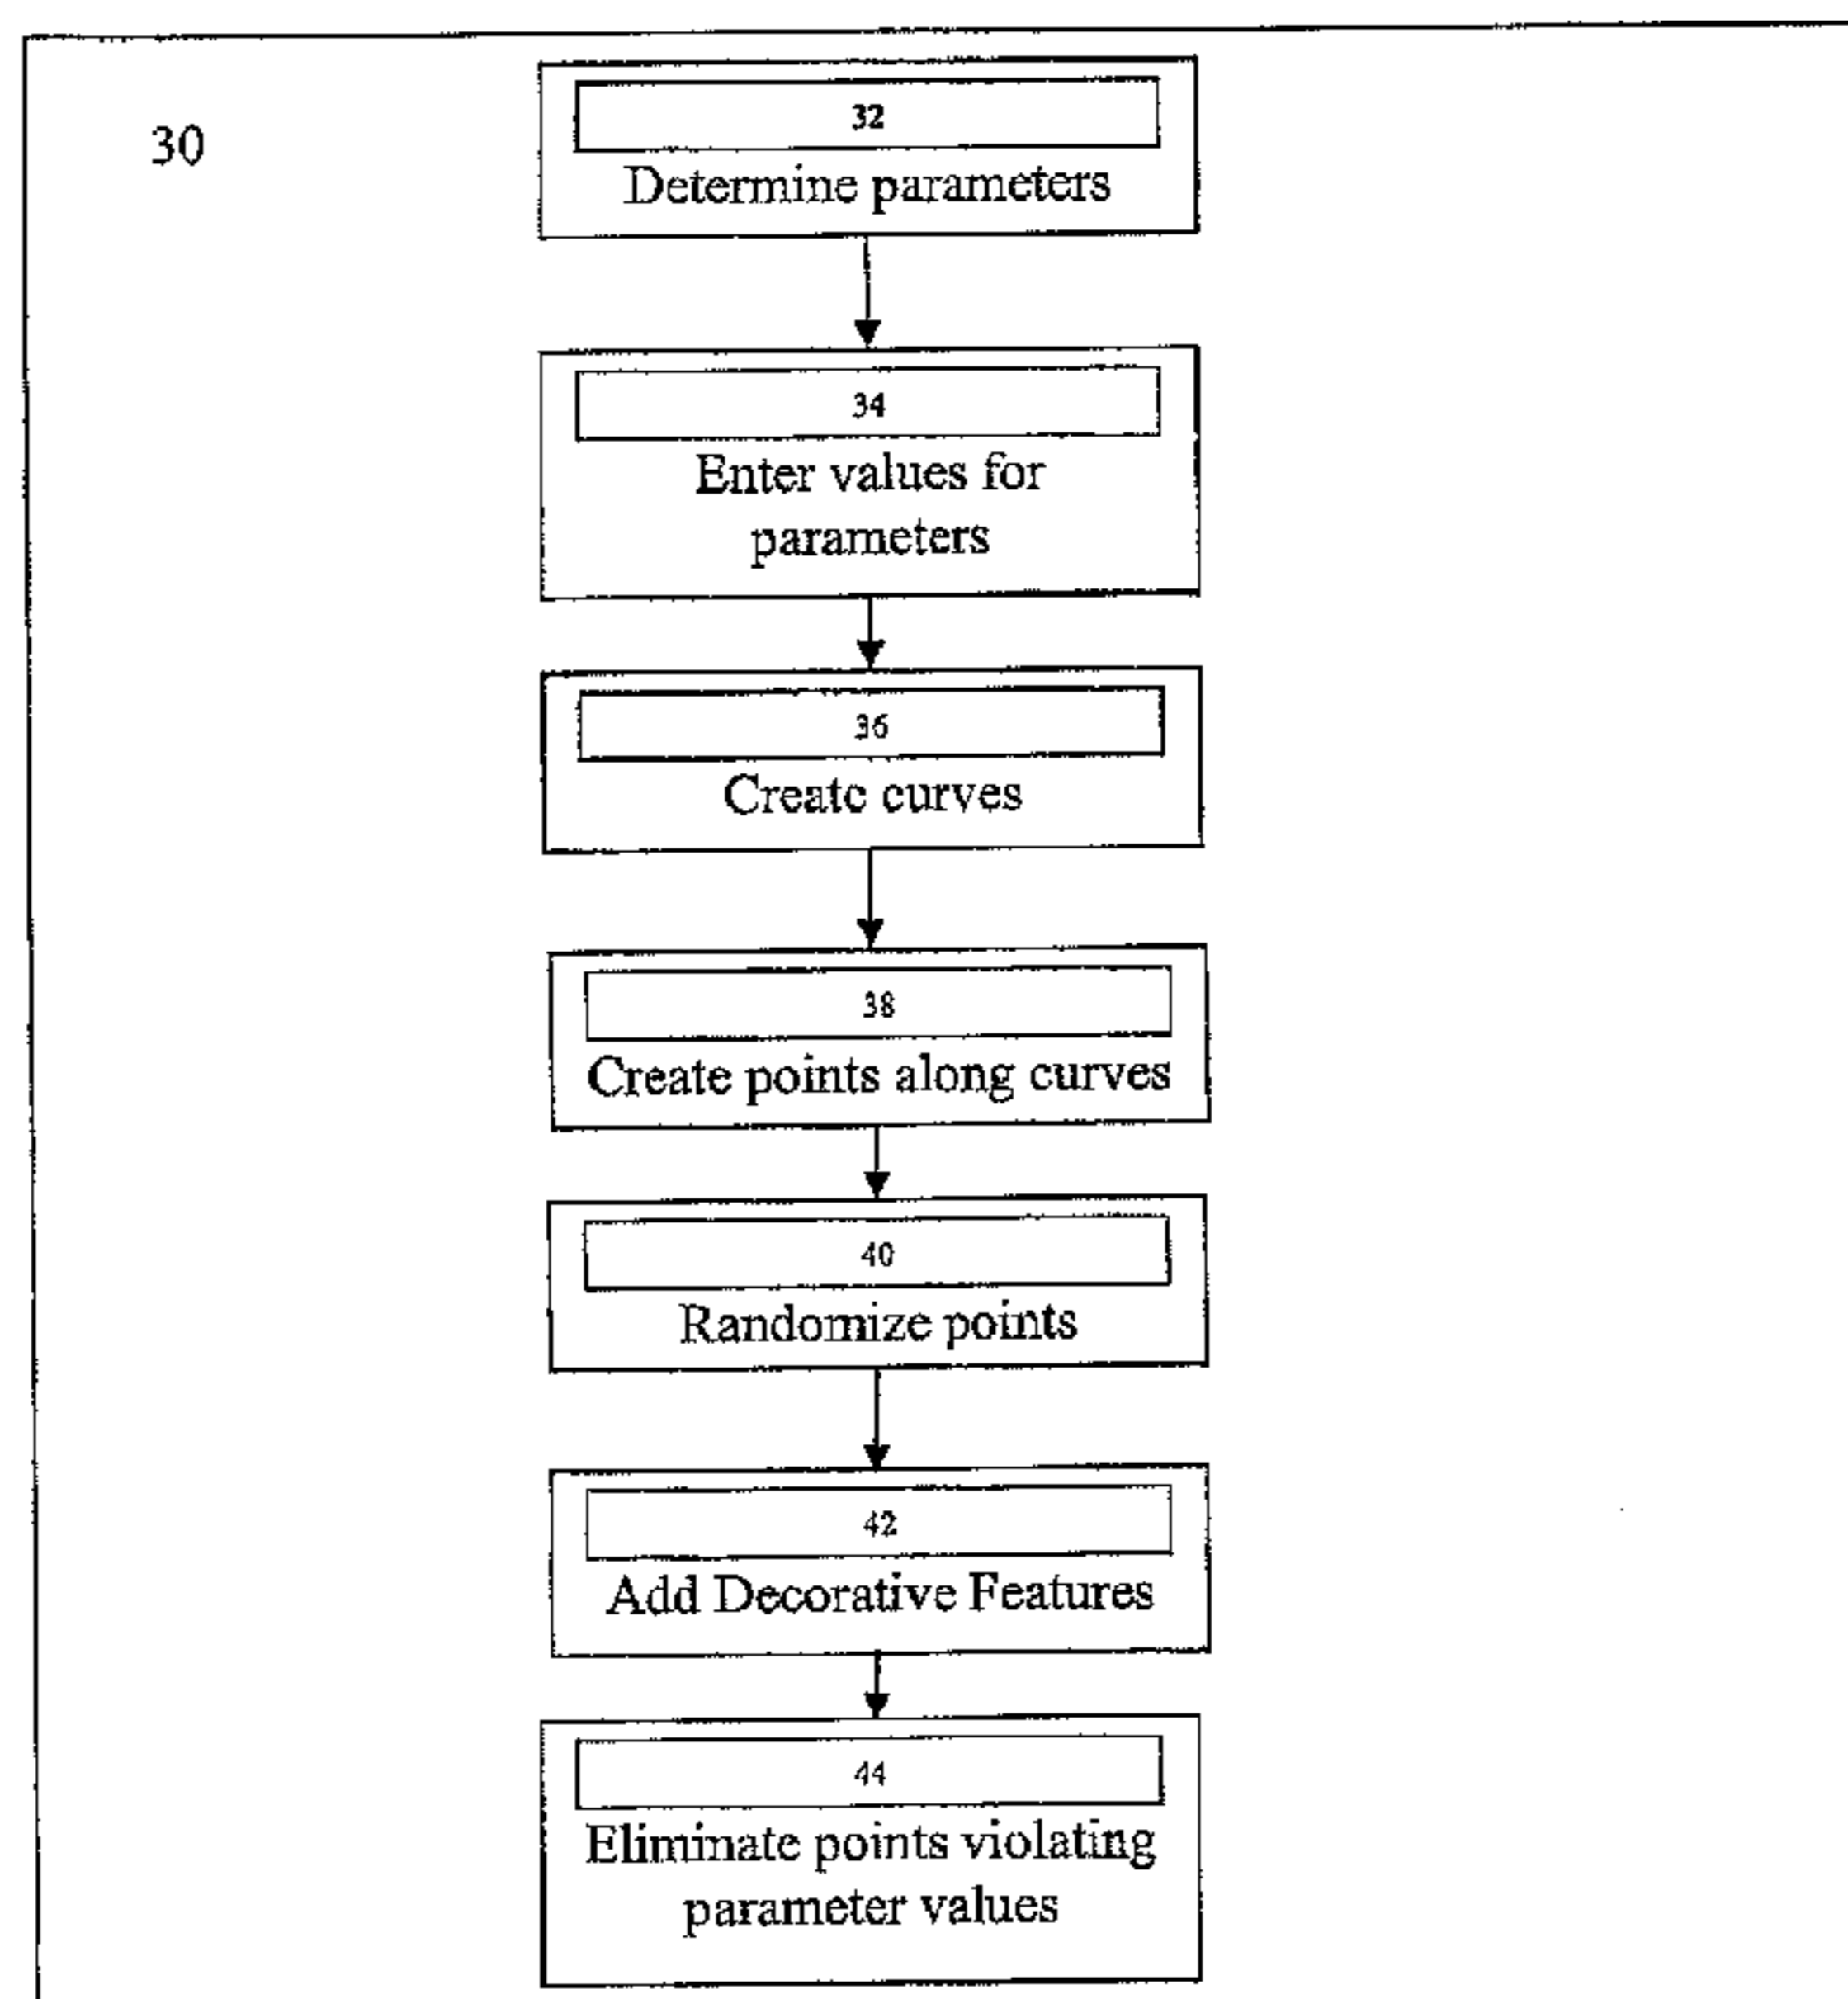 30
32
Determine parameters
34
Enter values for
parameters
36
Create curves
38
Create points along curves
40
Randomize points
42
Add Decorative Features
44
Eliminate points violating
parameter values